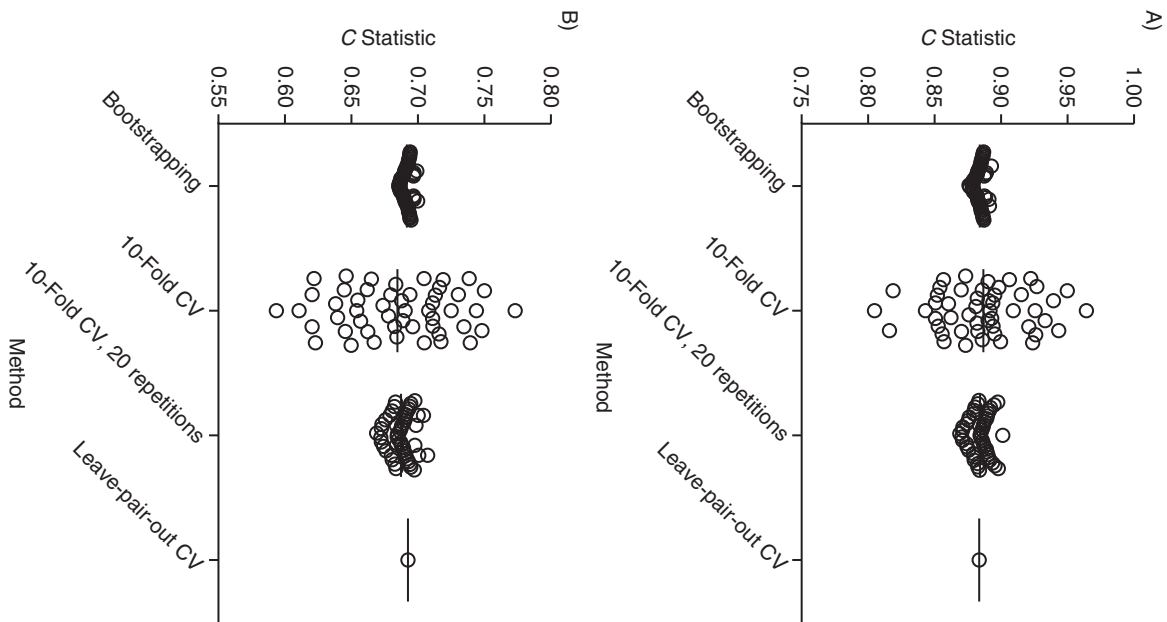 A)
C Statistic
1.00
0.95
0.90
0.85
0.80
0.75
Bootstrapping
10-Fold CV
10-Fold CV, 20 repetitions
Leave-pair-out CV
Method
B)
C Statistic
0.80
0.75
0.70
0.65
0.60
0.55
Bootstrapping
10-Fold CV
10-Fold CV, 20 repetitions
Leave-pair-out CV
Method